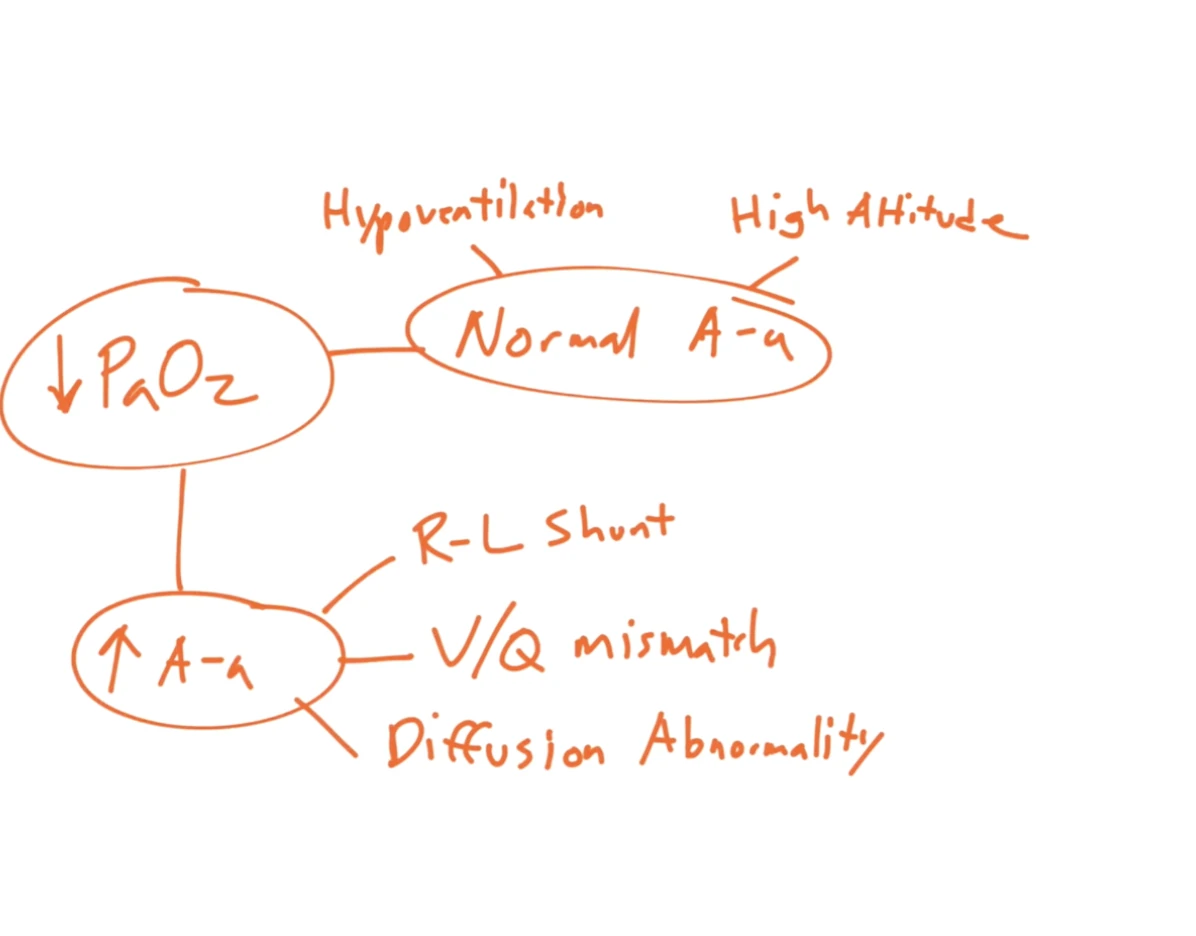 Hypoventilation
High Altitude
↓ PaO2
Normal A-a
R-L Shunt
↑ A-a
V/Q mismatch
Diffusion Abnormality